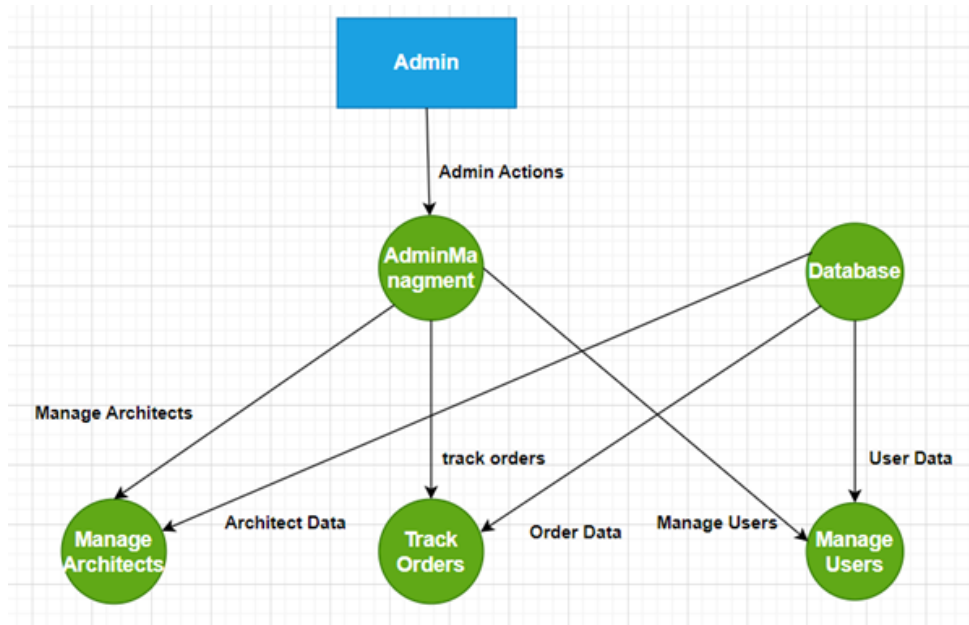 Admin
Admin Actions
AdminMa
nagment
Database
Manage Architects
track orders
User Data
Architect Data
Order Data
Manage Users
Manage
Architects
Track
Orders
Manage
Users